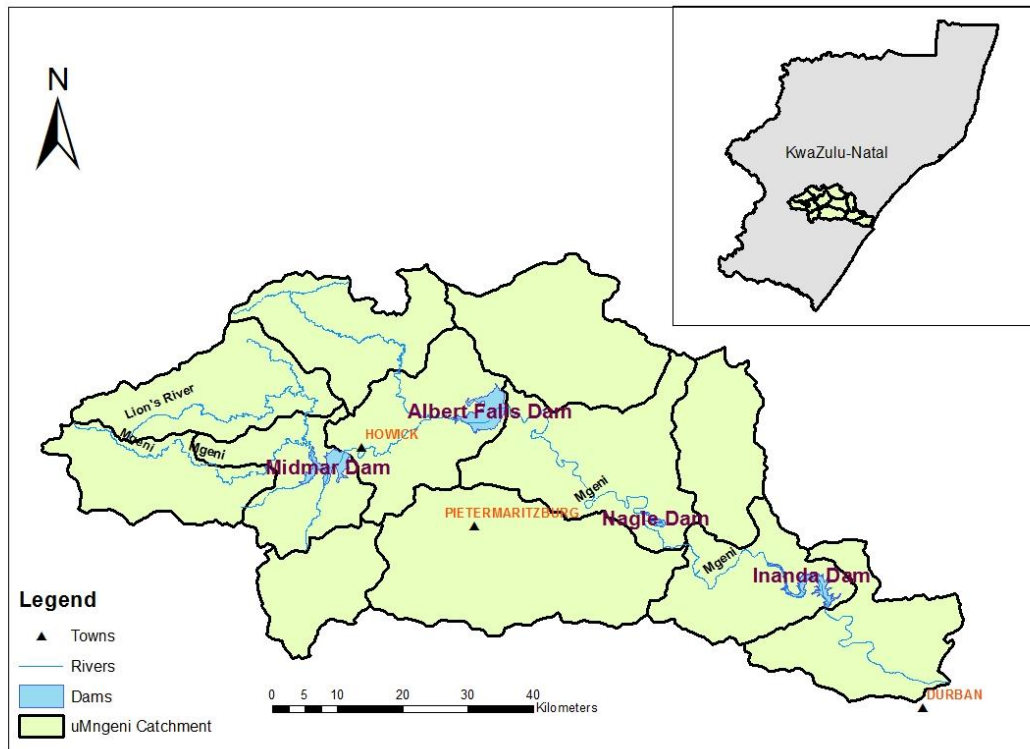 N
KwaZulu-Natal
Lion's River
Mgeni
Mgeni
Albert Falls Dam
HOWICK
Midmar Dam
Mgeni
PIETERMARITZBURG
Nagle Dam
Mgeni
Inanda Dam
DURBAN
Legend
Towns
Rivers
Dams
uMngeni Catchment
0 5 10 20 30 40
Kilometers